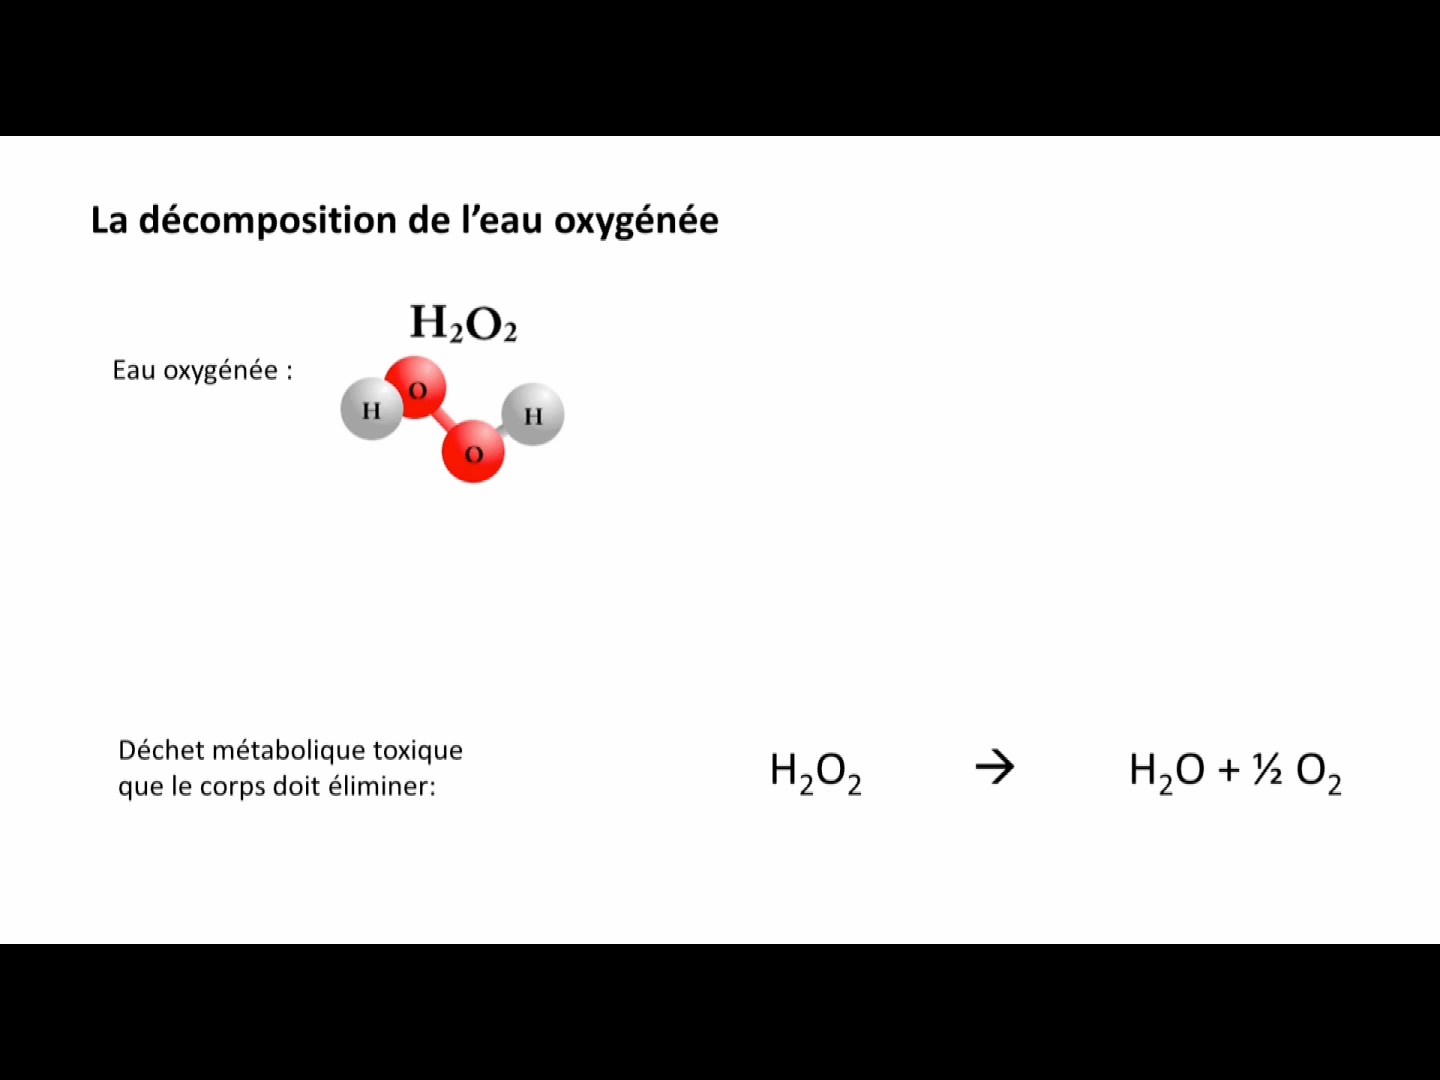 La décomposition de l’eau oxygénée
H₂O₂
Eau oxygénée :
O
H
H
O
Déchet métabolique toxique
que le corps doit éliminer:
H₂O₂ → H₂O + ½ O₂